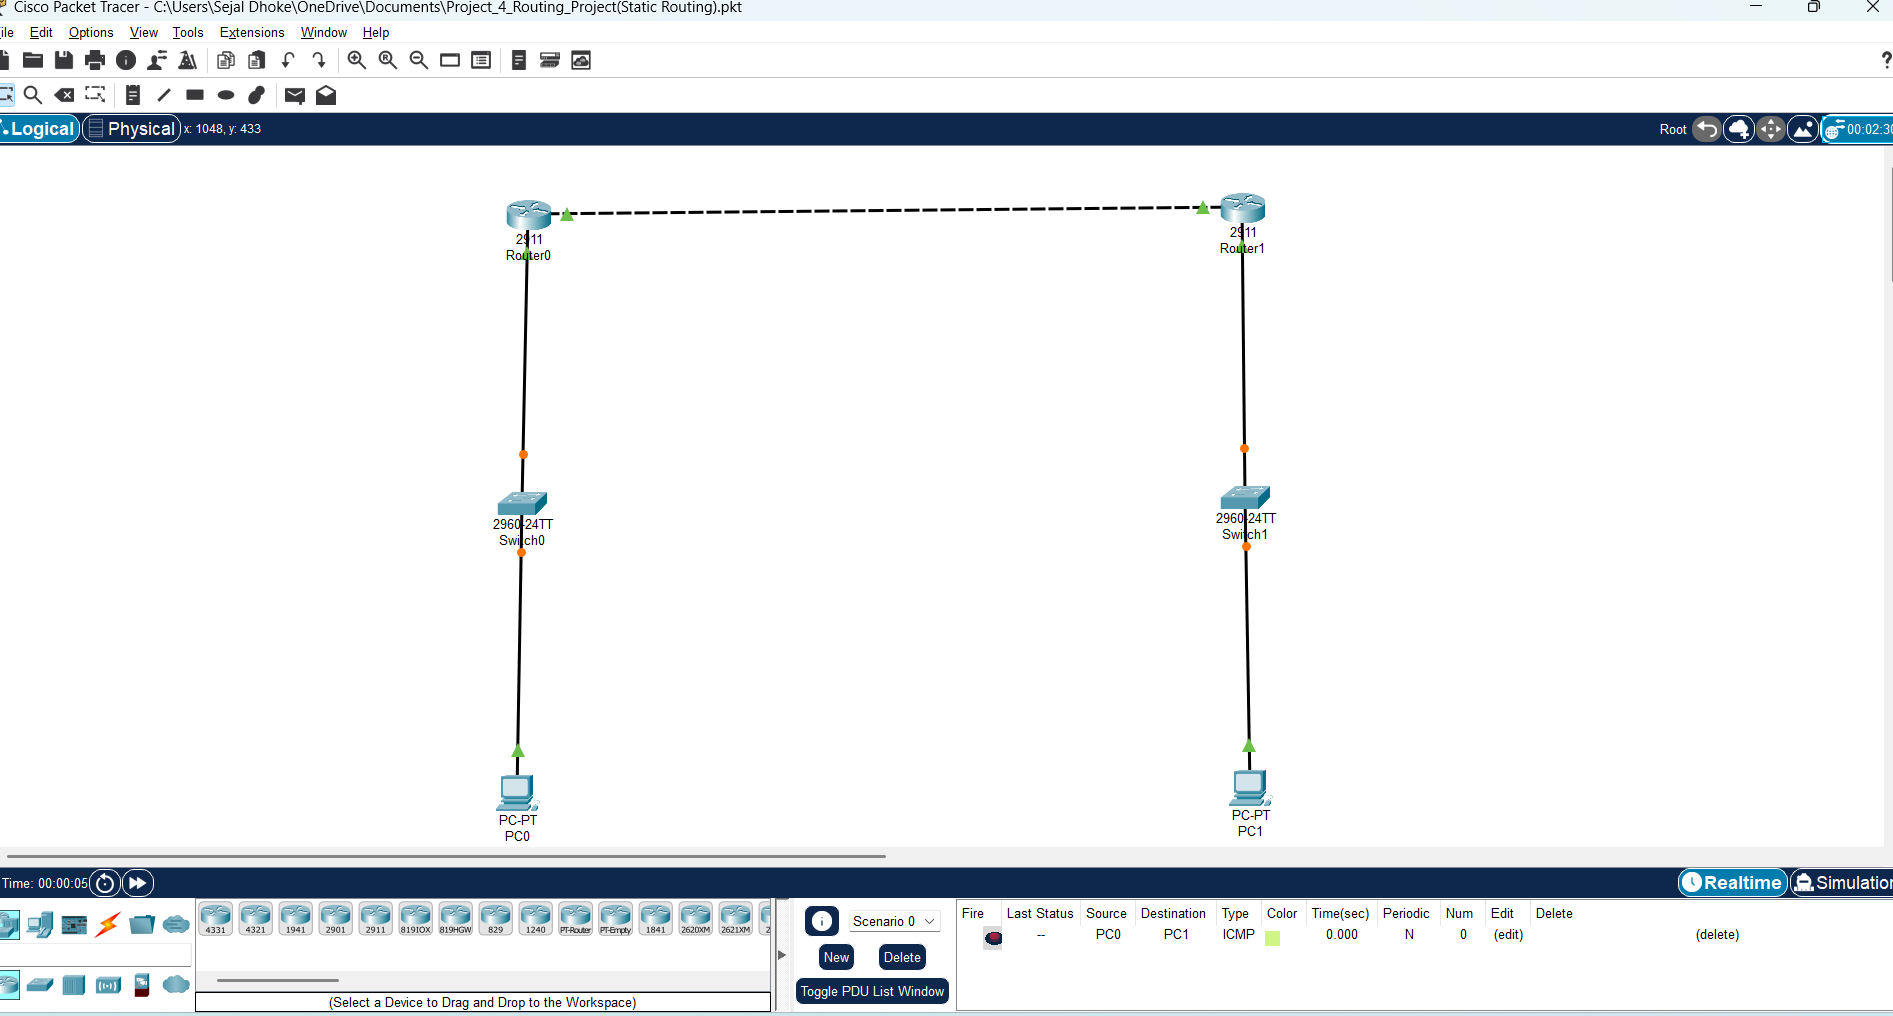 Cisco Packet Tracer - C:\Users\Sejal Dhoke\OneDrive\Documents\Project_4_Routing_Project(Static Routing).pkt
ile Edit Options View Tools Extensions Window Help
?
Logical Physical x: 1048, y: 433 Root 00:02:30
2911
Router0
2911
Router1
2960-24TT
Switch0
2960-24TT
Switch1
PC-PT
PC0
PC-PT
PC1
Time: 00:00:05 Realtime Simulation
4331 4321 1941 2901 2911 819IOX 819HGW 829 1240 PT-Router PT-Empty 1841 2620XM 2621XM 2
(Select a Device to Drag and Drop to the Workspace)
Scenario 0
New Delete
Toggle PDU List Window
Fire Last Status Source Destination Type Color Time(sec) Periodic Num Edit Delete
-- PC0 PC1 ICMP 0.000 N 0 (edit) (delete)